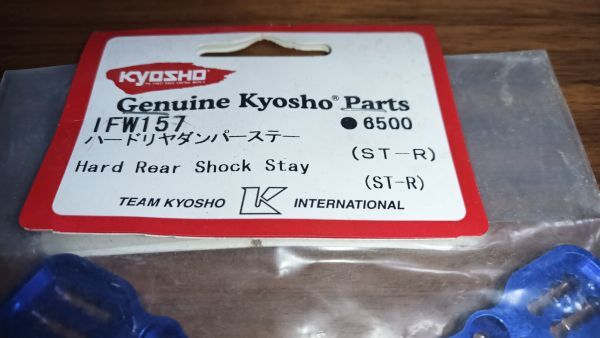 KYOSHO
Genuine Kyosho® Parts
IFW157 ●6500
ハードリヤダンパーステー (ST-R)
Hard Rear Shock Stay (ST-R)
TEAM KYOSHO K INTERNATIONAL